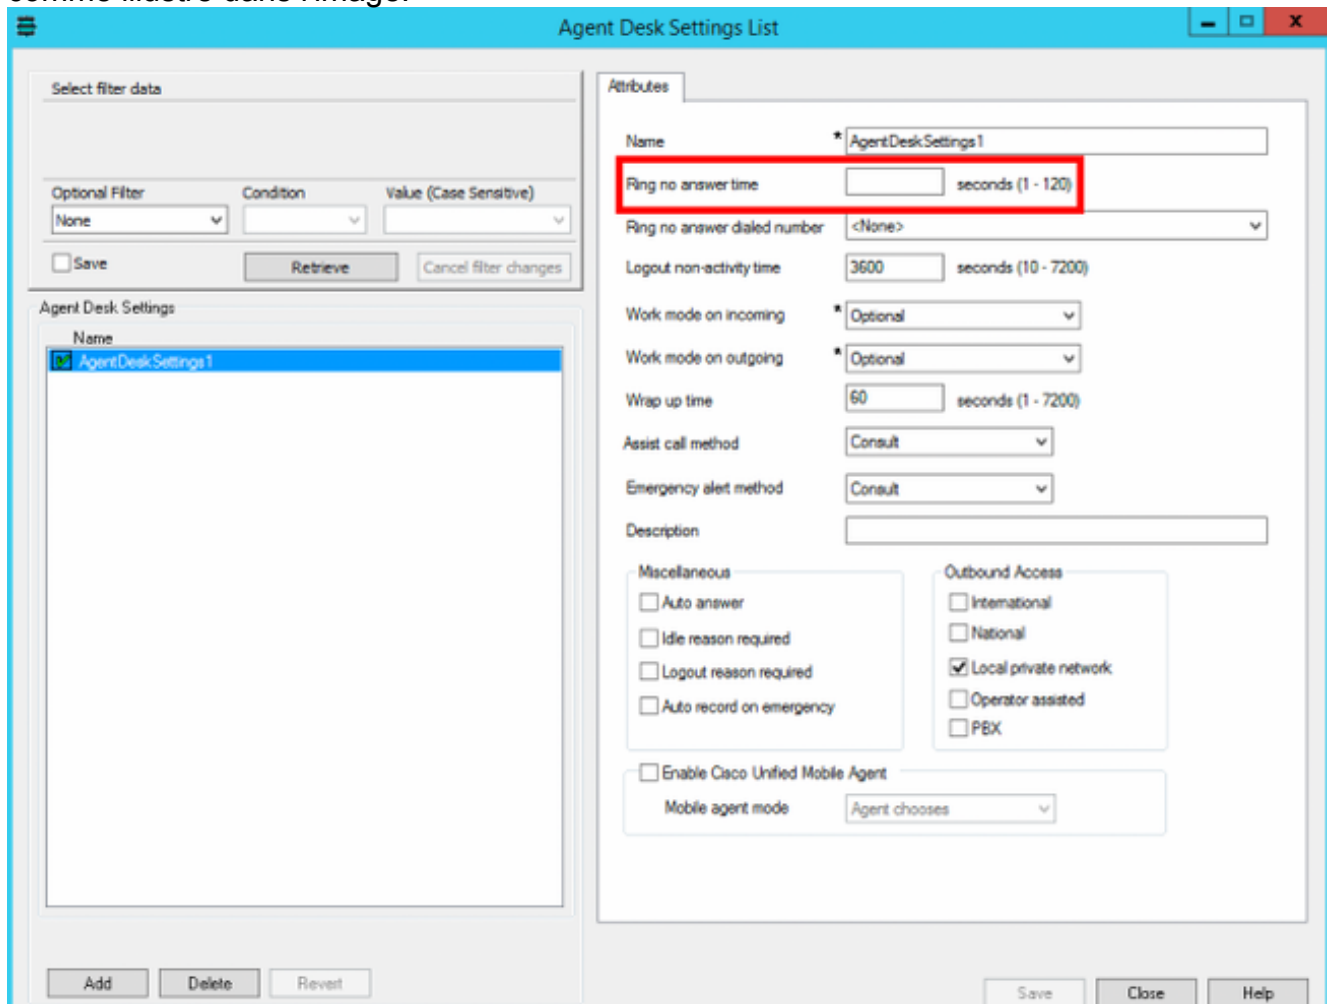 comme illustré dans l'image.
Agent Desk Settings List
Select filter data
Optional Filter Condition Value (Case Sensitive)
None
Save Retrieve Cancel filter changes
Agent Desk Settings
Name
AgentDeskSettings1
Add Delete Revert
Attributes
Name * AgentDeskSettings1
Ring no answer time seconds (1 - 120)
Ring no answer dialed number <None>
Logout non-activity time 3600 seconds (10 - 7200)
Work mode on incoming * Optional
Work mode on outgoing * Optional
Wrap up time 60 seconds (1 - 7200)
Assist call method Consult
Emergency alert method Consult
Description
Miscellaneous
Auto answer
Idle reason required
Logout reason required
Auto record on emergency
Outbound Access
International
National
Local private network
Operator assisted
PBX
Enable Cisco Unified Mobile Agent
Mobile agent mode Agent chooses
Save Close Help